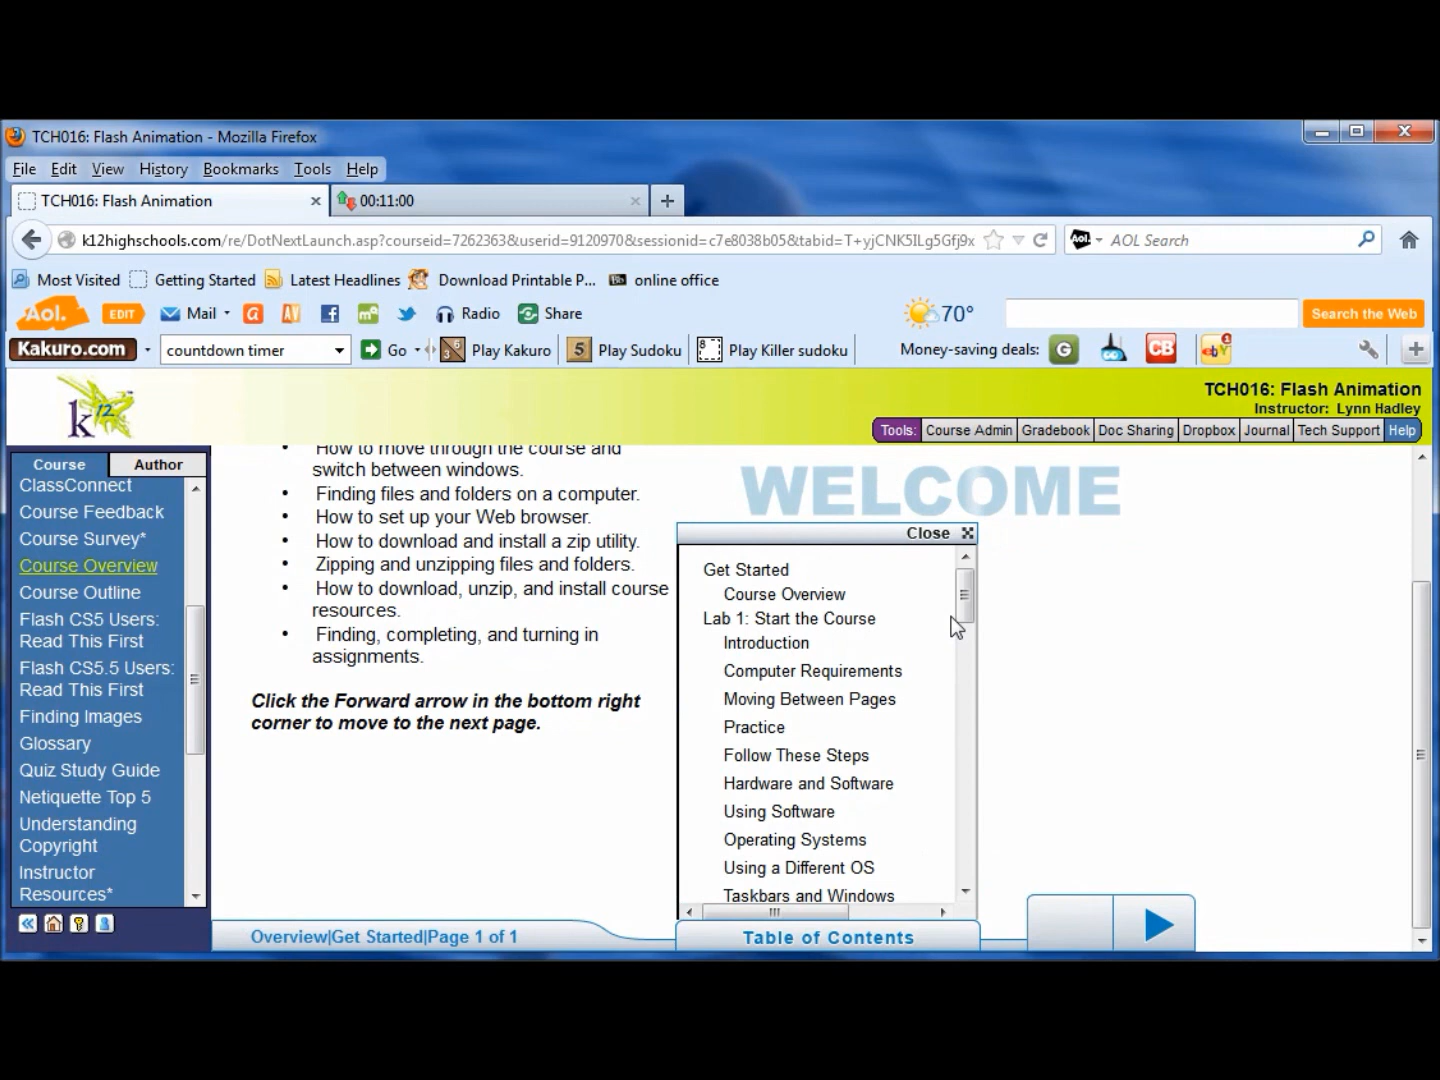 TCH016: Flash Animation - Mozilla Firefox
File Edit View History Bookmarks Tools Help
TCH016: Flash Animation
00:11:00
k12highschools.com/re/DotNextLaunch.asp?courseid=7262363&userid=9120970&sessionid=c7e8038b05&tabid=T+yjCNK5ILg5Gfj9x
Aol. AOL Search
Most Visited Getting Started Latest Headlines Download Printable P... online office
Aol. EDIT Mail Radio Share 70° Search the Web
Kakuro.com countdown timer Go Play Kakuro 5 Play Sudoku 8 Play Killer sudoku Money-saving deals: G CB ebY
k12
TCH016: Flash Animation
Instructor: Lynn Hadley
Tools: Course Admin Gradebook Doc Sharing Dropbox Journal Tech Support Help
Course Author
ClassConnect
Course Feedback
Course Survey*
Course Overview
Course Outline
Flash CS5 Users:
Read This First
Flash CS5.5 Users:
Read This First
Finding Images
Glossary
Quiz Study Guide
Netiquette Top 5
Understanding
Copyright
Instructor
Resources*
• How to move through the course and
switch between windows.
• Finding files and folders on a computer.
• How to set up your Web browser.
• How to download and install a zip utility.
• Zipping and unzipping files and folders.
• How to download, unzip, and install course
resources.
• Finding, completing, and turning in
assignments.
Click the Forward arrow in the bottom right
corner to move to the next page.
WELCOME
Close
Get Started
Course Overview
Lab 1: Start the Course
Introduction
Computer Requirements
Moving Between Pages
Practice
Follow These Steps
Hardware and Software
Using Software
Operating Systems
Using a Different OS
Taskbars and Windows
Overview|Get Started|Page 1 of 1
Table of Contents